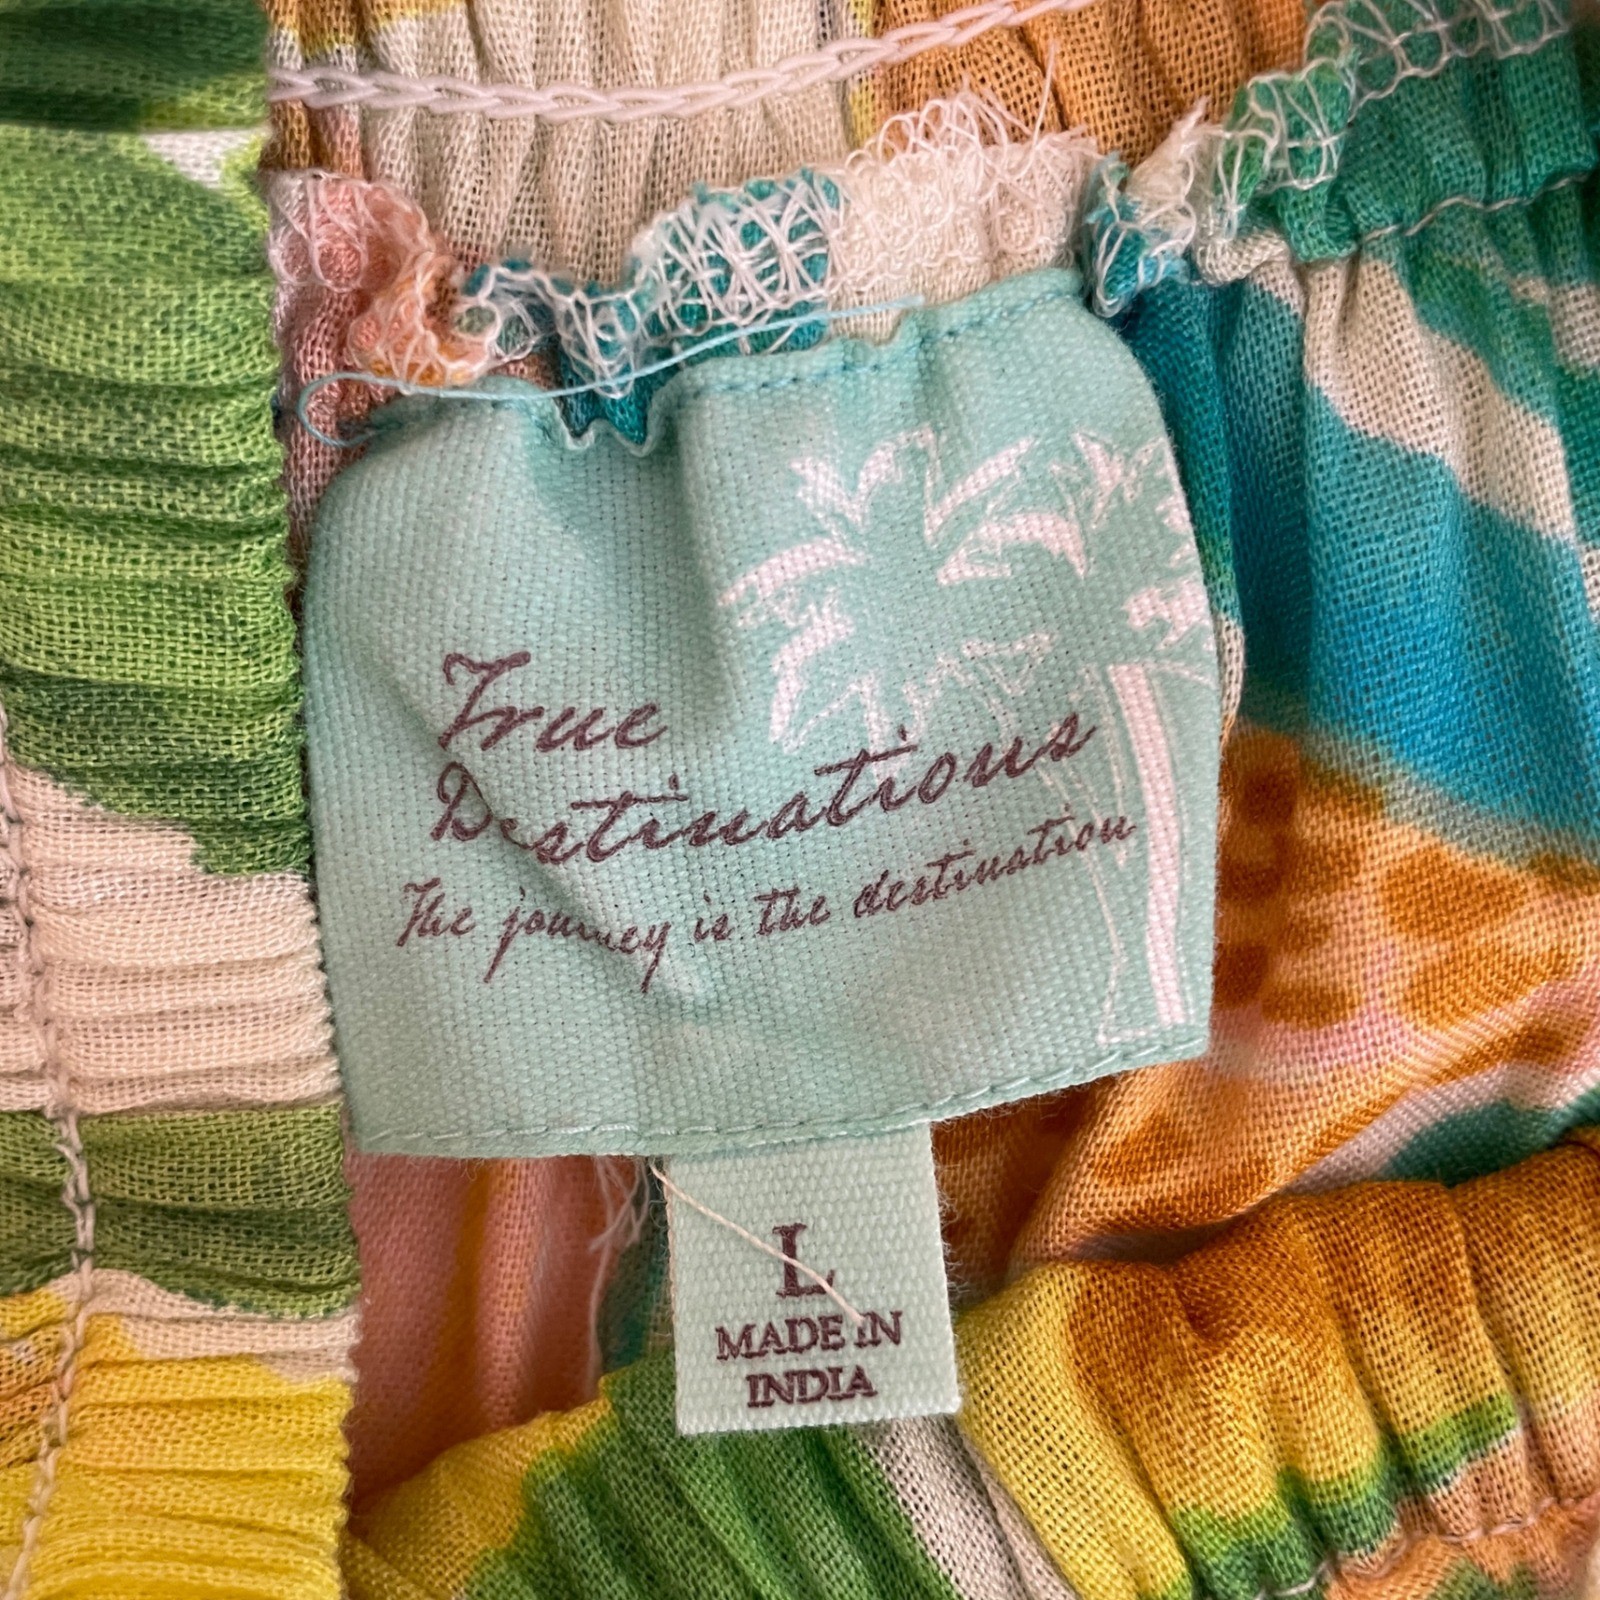 True
Destinations
The journey is the destination
L
MADE IN
INDIA